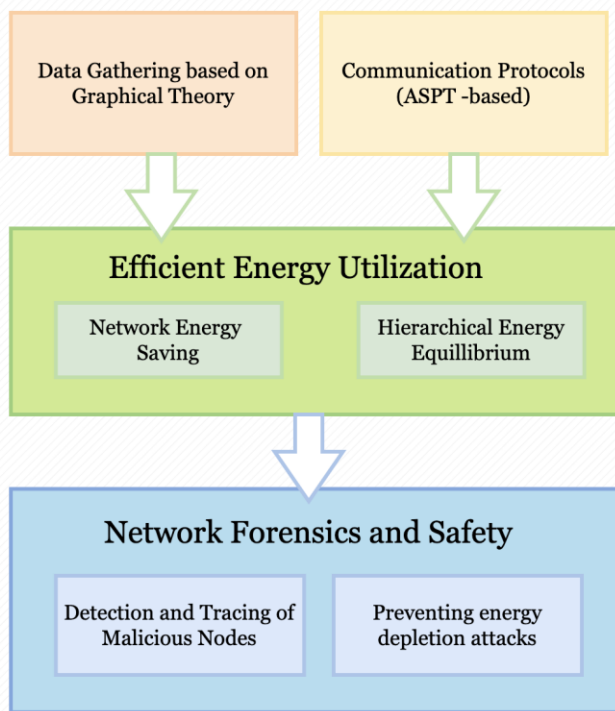 Data Gathering based on
Graphical Theory
Communication Protocols
(ASPT -based)
Efficient Energy Utilization
Network Energy
Saving
Hierarchical Energy
Equillibrium
Network Forensics and Safety
Detection and Tracing of
Malicious Nodes
Preventing energy
depletion attacks